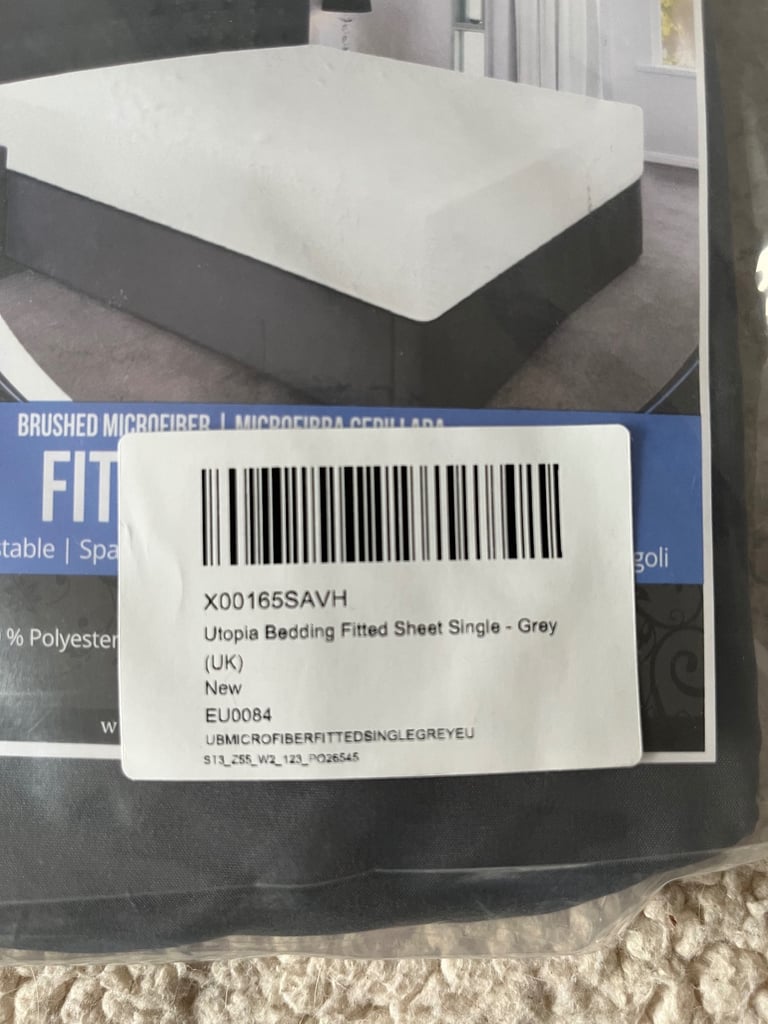 BRUSHED MICROFIBER | MICROFIBRA CEPILLADA
FIT
stable | Spa
goli
% Polyester
w
X00165SAVH
Utopia Bedding Fitted Sheet Single - Grey
(UK)
New
EU0084
UBMICROFIBERFITTEDSINGLEGREYEU
S13_Z55_W2_123_PO26545